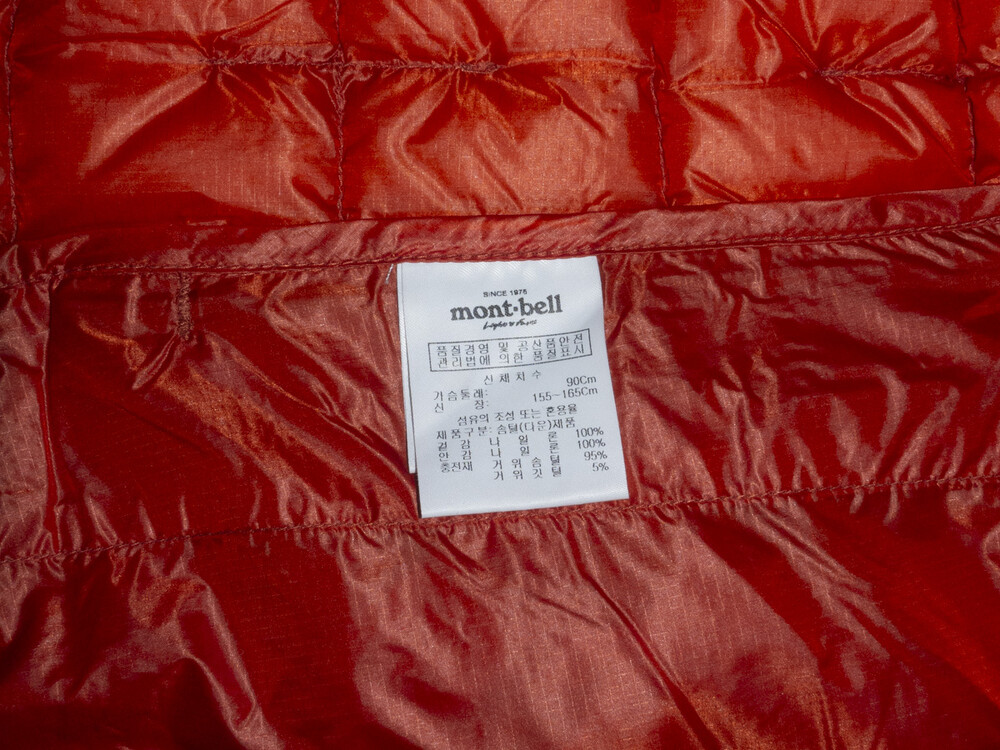 SINCE 1975
mont·bell
Light & Fast
품질경영 및 공산품안전
관리법에 의한 품질표시
신체치수
가슴둘레: 90Cm
신 장: 155~165Cm
섬유의 조성 또는 혼용율
제품구분: 솜털(다운)제품
겉 감 나 일 론 100%
안 감 나 일 론 100%
충전재 거 위 솜 털 95%
거 위 깃 털 5%